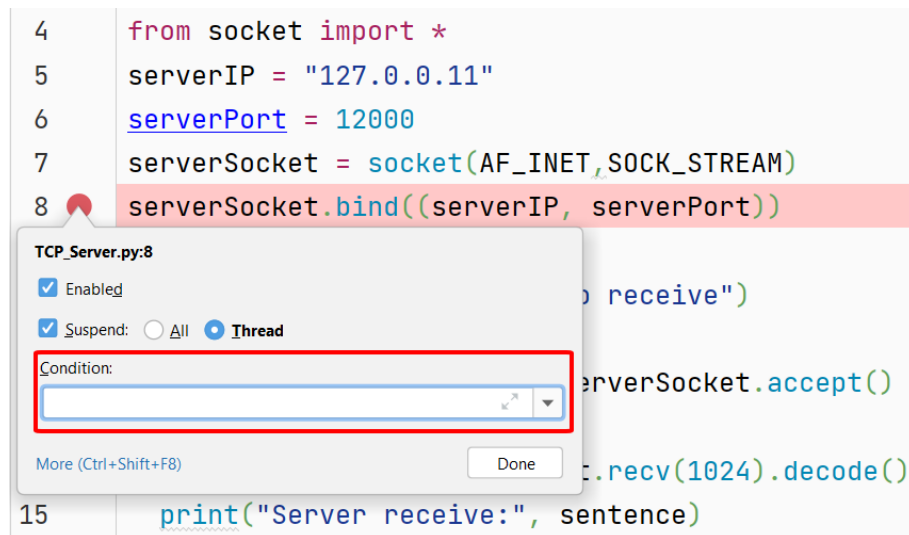 4 from socket import *
5 serverIP = "127.0.0.11"
6 serverPort = 12000
7 serverSocket = socket(AF_INET,SOCK_STREAM)
8 serverSocket.bind((serverIP, serverPort))
TCP_Server.py:8
Enabled
receive")
Suspend: All Thread
Condition:
erverSocket.accept()
More (Ctrl+Shift+F8) Done
.recv(1024).decode()
15 print("Server receive:", sentence)